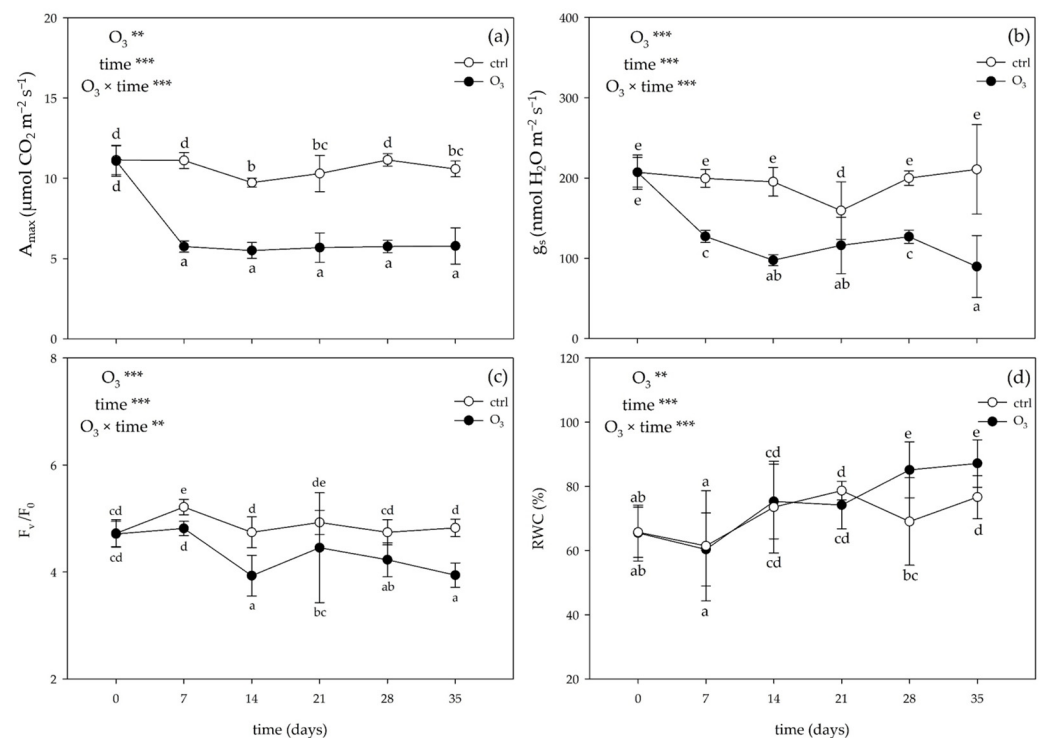 20
15
10
5
0
A_max (μmol CO₂ m⁻² s⁻¹)
O₃ **
time ***
O₃ × time ***
(a)
ctrl
O₃
d d b bc d bc
d a a a a a
400
300
200
100
0
gₛ (nmol H₂O m⁻² s⁻¹)
O₃ ***
time ***
O₃ × time ***
(b)
ctrl
O₃
e e e d e e
e c ab ab c a
8
6
4
2
Fᵥ/F₀
O₃ ***
time ***
O₃ × time **
(c)
ctrl
O₃
cd e d de d d
cd d a bc ab a
0 7 14 21 28 35
time (days)
120
100
80
60
40
20
RWC (%)
O₃ **
time ***
O₃ × time ***
(d)
ctrl
O₃
ab a cd d e e
ab a cd cd bc d
0 7 14 21 28 35
time (days)